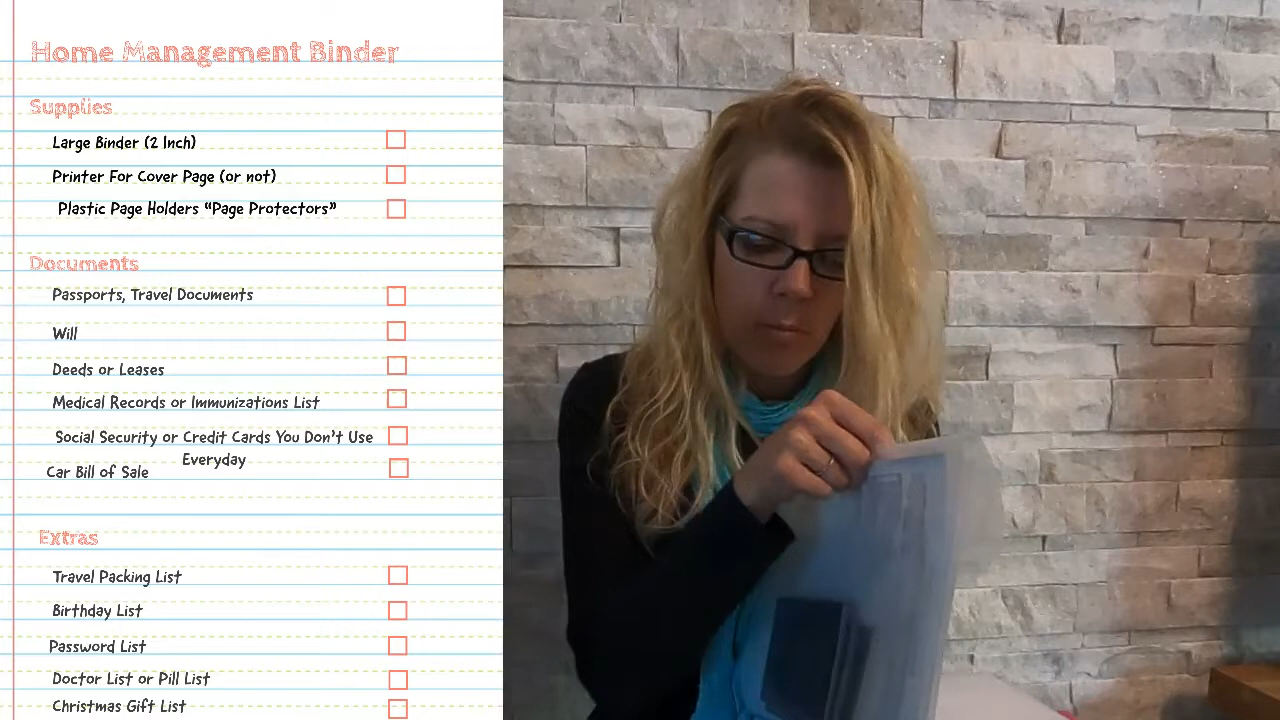 Home Management Binder
Supplies
Large Binder (2 Inch)
Printer For Cover Page (or not)
Plastic Page Holders “Page Protectors”
Documents
Passports, Travel Documents
Will
Deeds or Leases
Medical Records or Immunizations List
Social Security or Credit Cards You Don't Use
Everyday
Car Bill of Sale
Extras
Travel Packing List
Birthday List
Password List
Doctor List or Pill List
Christmas Gift List